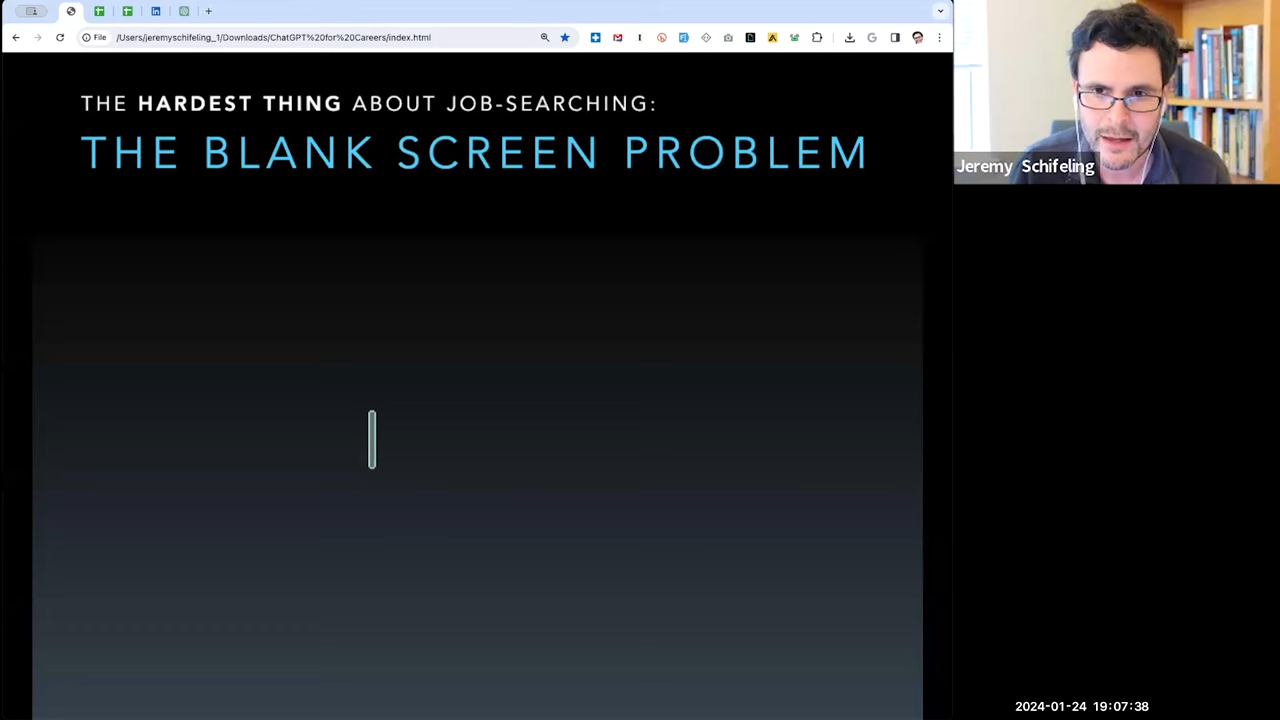 File
/Users/jeremyschifeling_1/Downloads/ChatGPT%20for%20Careers/index.html
THE HARDEST THING ABOUT JOB-SEARCHING:
THE BLANK SCREEN PROBLEM
Jeremy Schifeling
2024-01-24 19:07:38